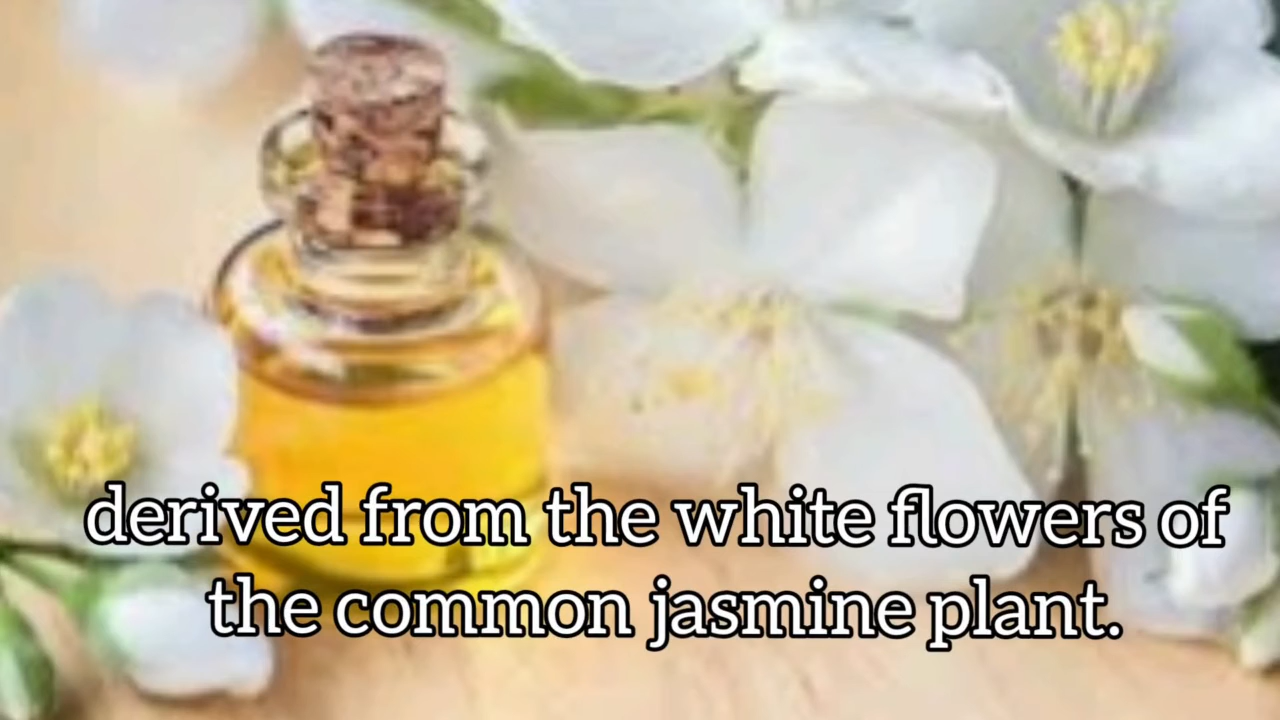 derived from the white flowers of
the common jasmine plant.